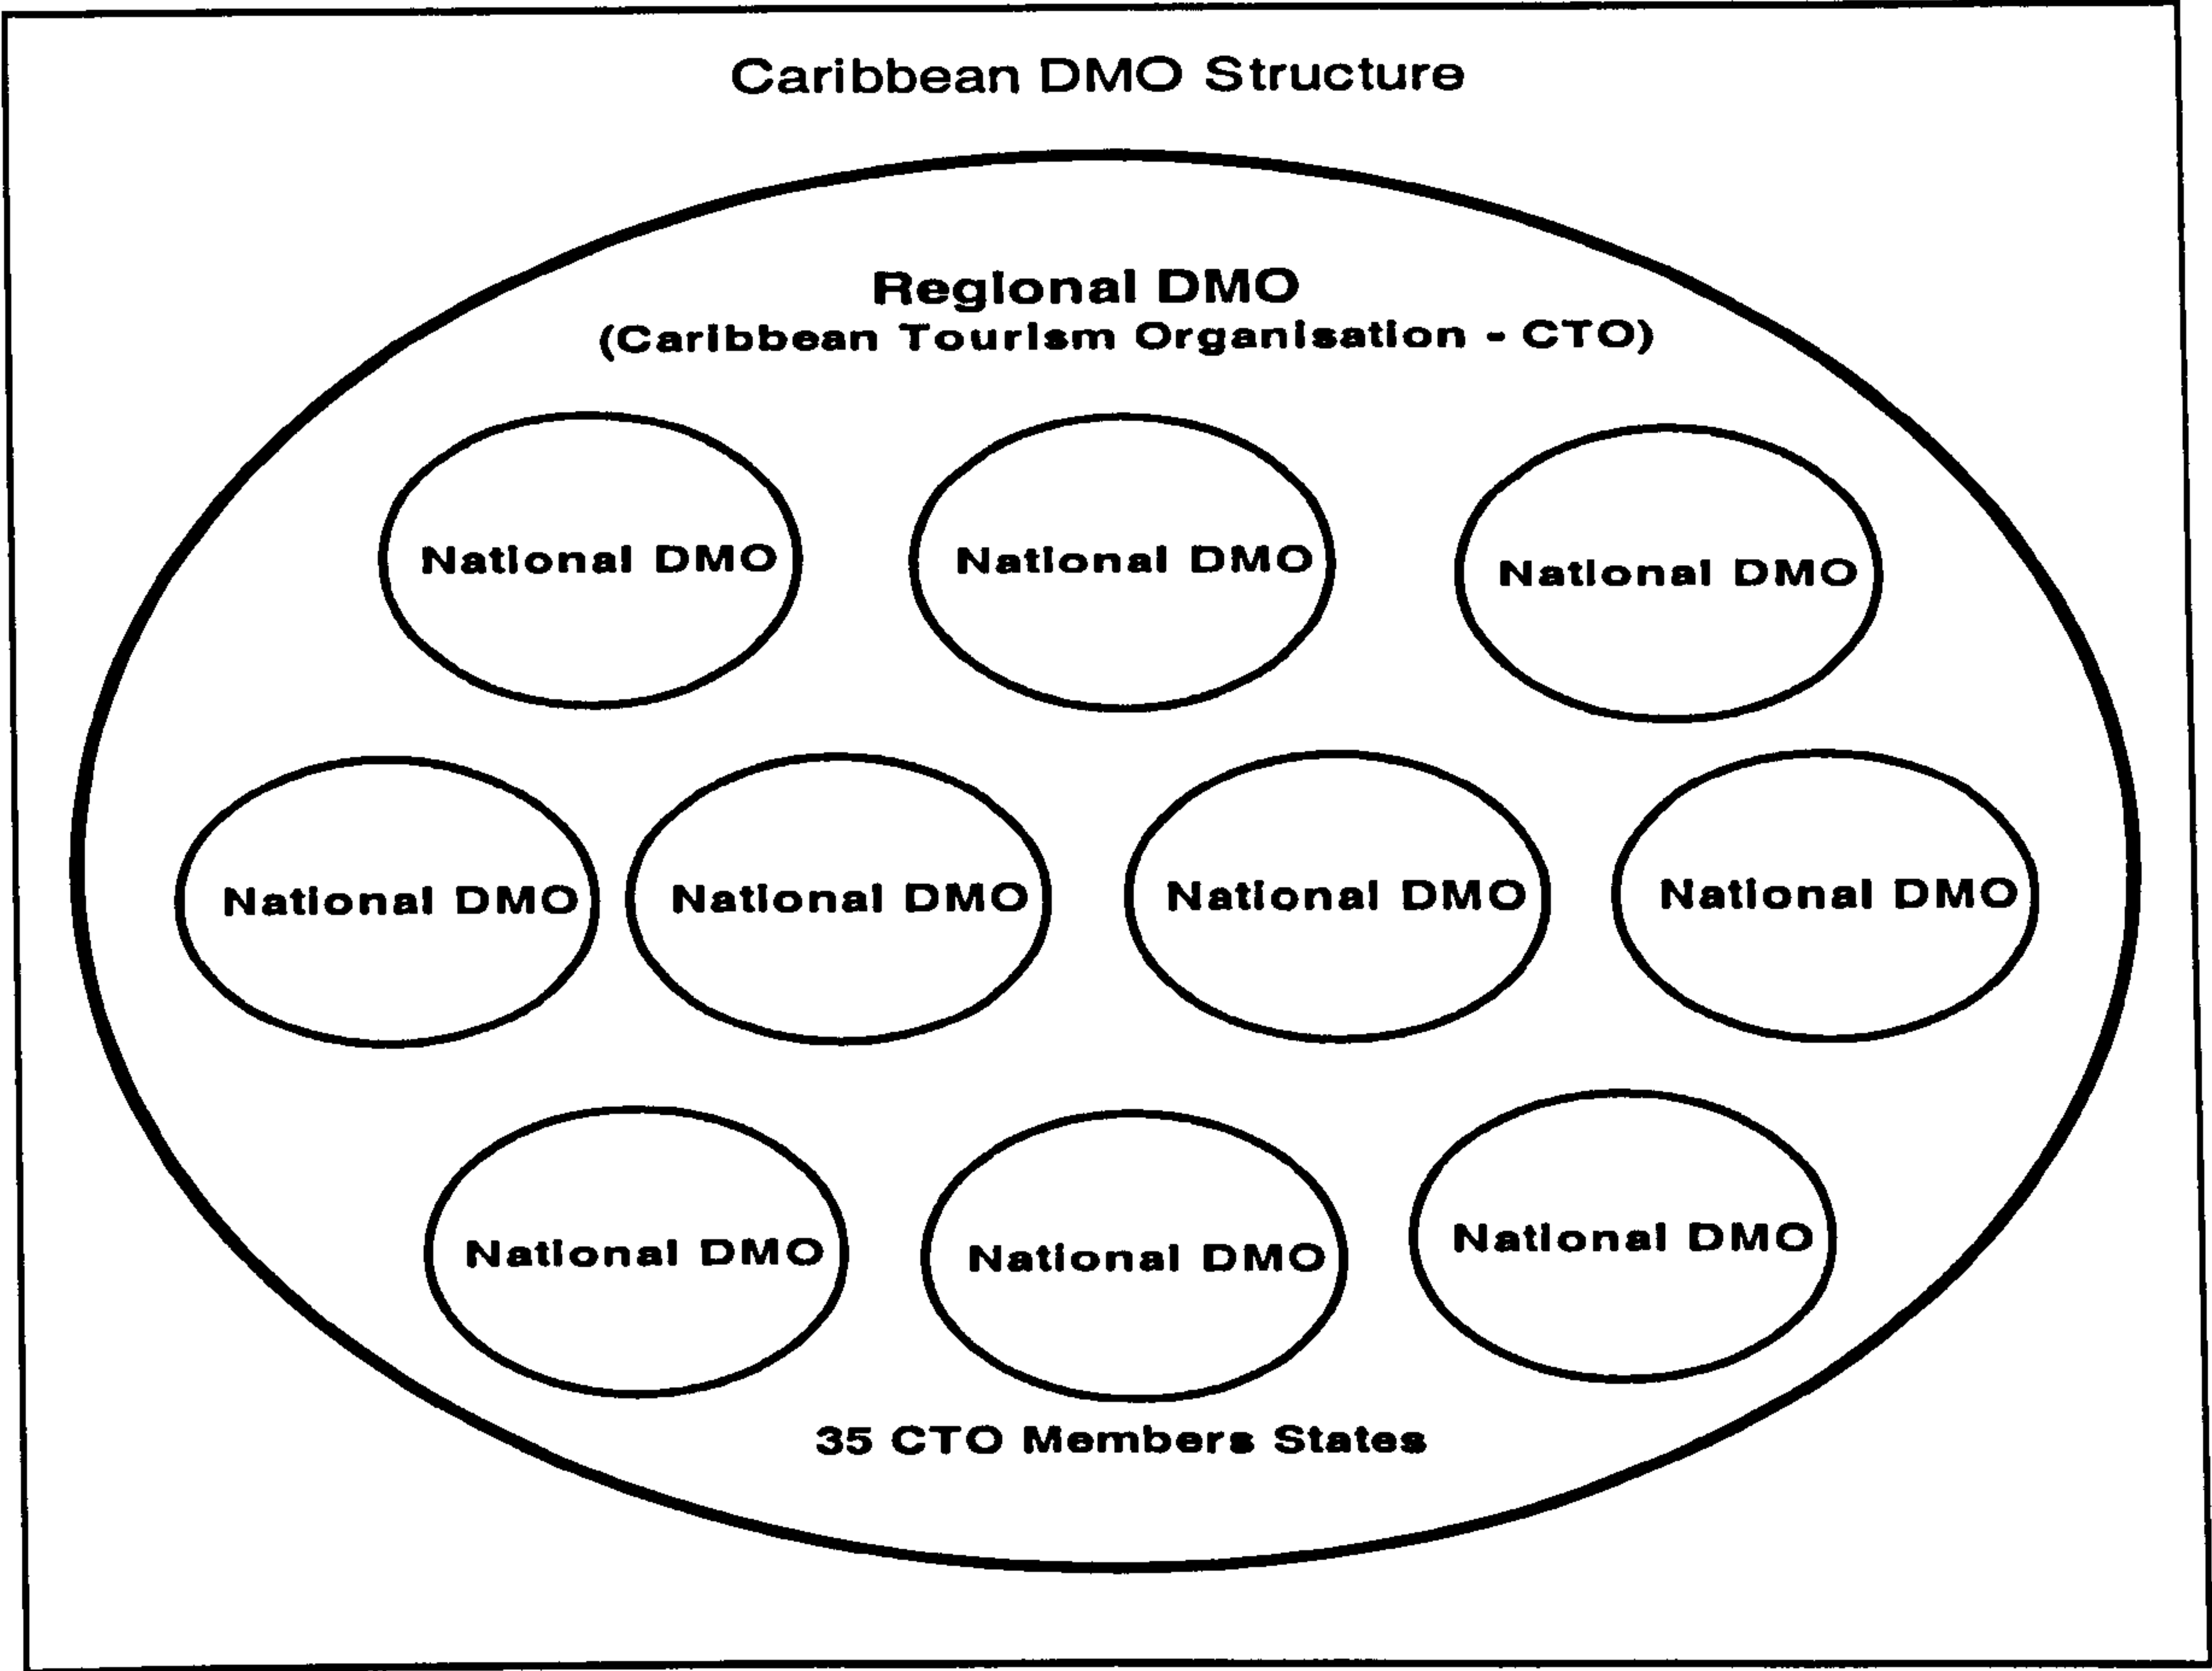 Caribbean DMO Structure
Regional DMO
(Caribbean Tourism Organisation - CTO)
National DMO
National DMO
National DMO
National DMO
National DMO
National DMO
National DMO
National DMO
National DMO
National DMO
35 CTO Members States